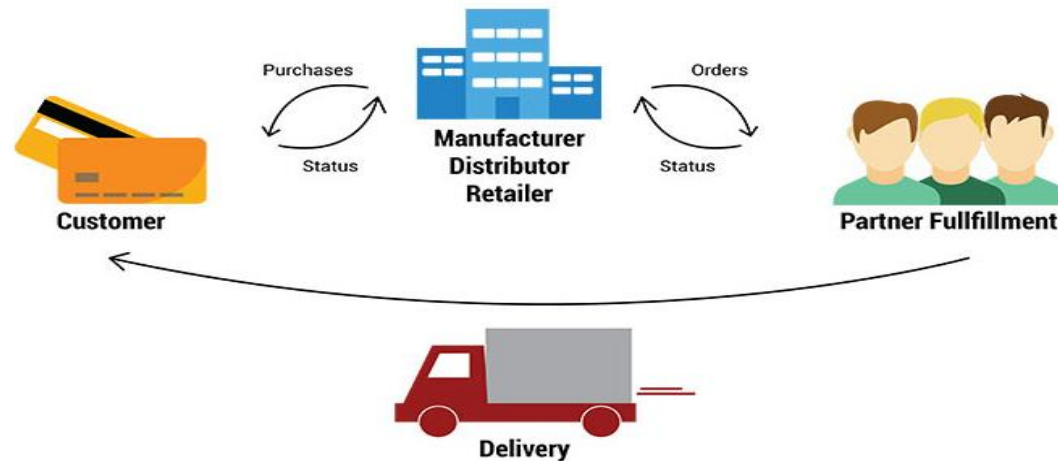 Purchases
Status
Orders
Status
Manufacturer
Distributor
Retailer
Customer
Partner Fullfillment
Delivery